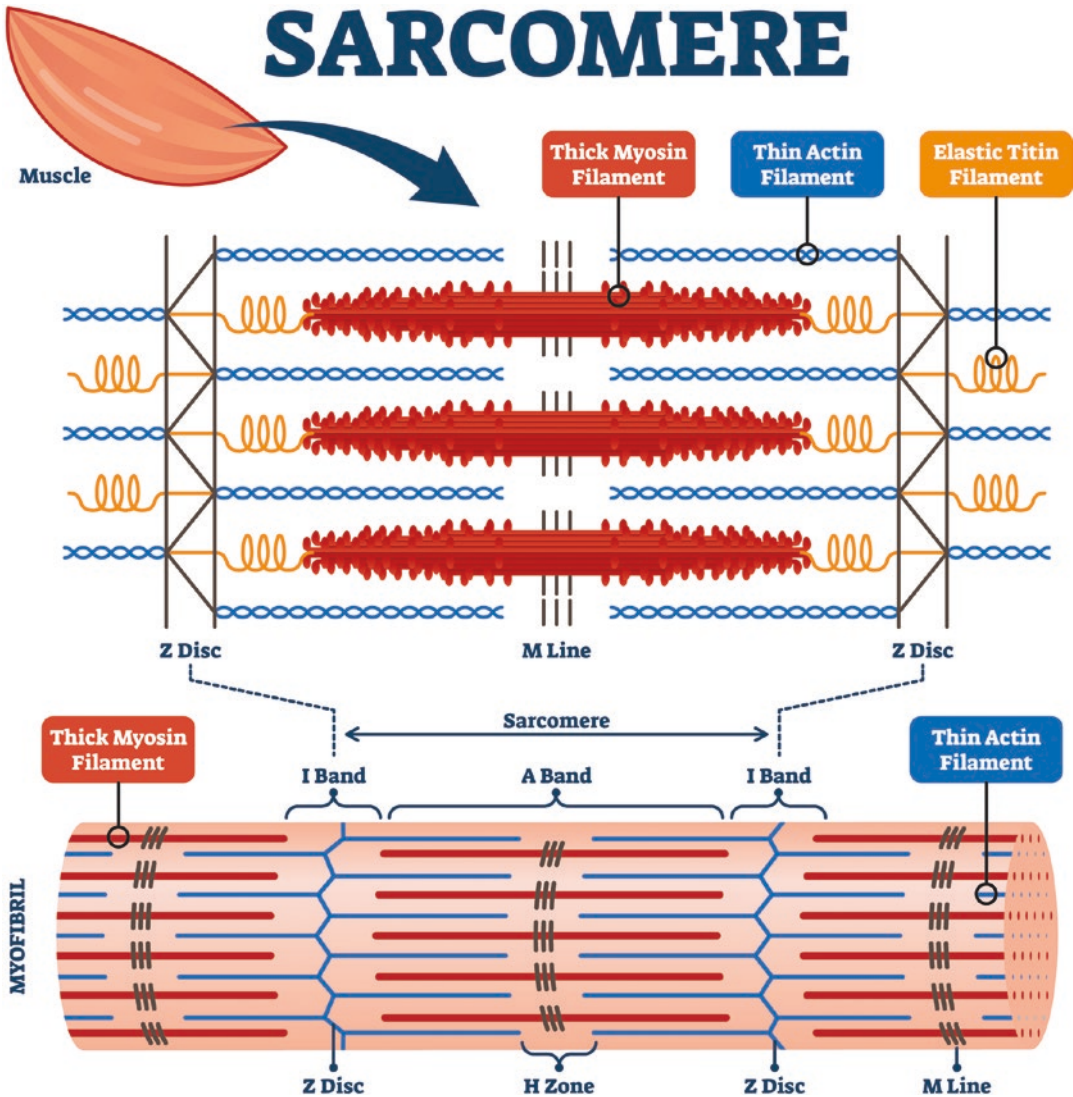 SARCOMERE
Muscle
Thick Myosin
Filament
Thin Actin
Filament
Elastic Titin
Filament
Z Disc
M Line
Z Disc
Sarcomere
Thick Myosin
Filament
Thin Actin
Filament
I Band
A Band
I Band
MYOFIBRIL
Z Disc
H Zone
Z Disc
M Line